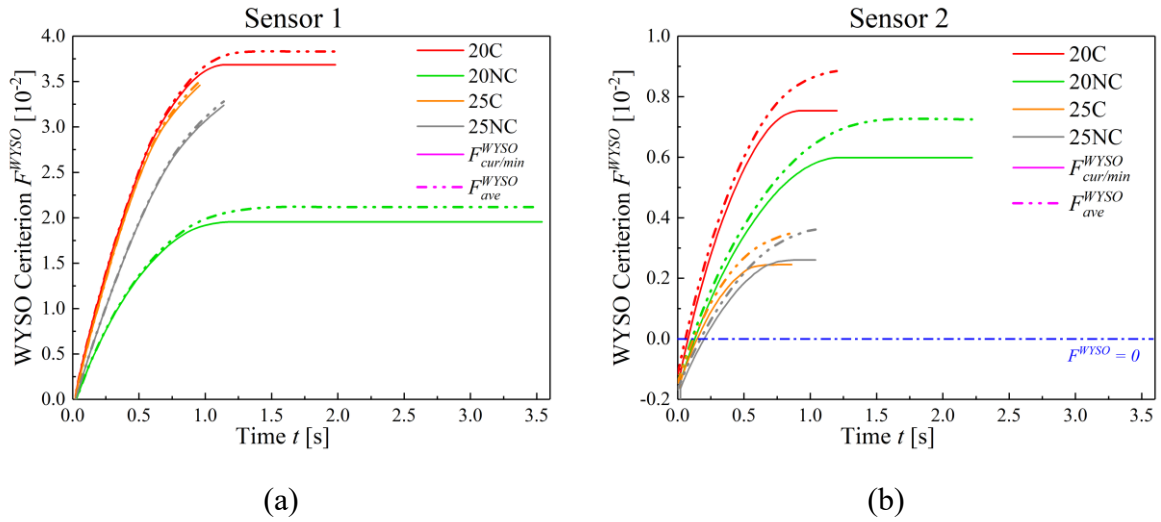 Sensor 1
WYSO Ceriterion F^WYSO [10^-2]
4.0
3.5
3.0
2.5
2.0
1.5
1.0
0.5
0.0
0.0 0.5 1.0 1.5 2.0 2.5 3.0 3.5
Time t [s]
20C
20NC
25C
25NC
F^WYSO_cur/min
F^WYSO_ave
(a)
Sensor 2
WYSO Ceriterion F^WYSO [10^-2]
1.0
0.8
0.6
0.4
0.2
0.0
-0.2
0.0 0.5 1.0 1.5 2.0 2.5 3.0 3.5
Time t [s]
20C
20NC
25C
25NC
F^WYSO_cur/min
F^WYSO_ave
F^WYSO = 0
(b)